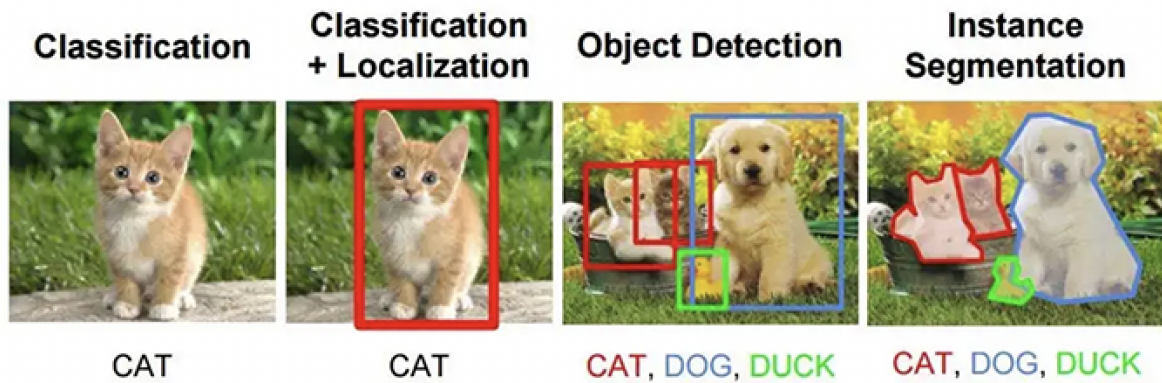 Classification
Classification
+ Localization
Object Detection
Instance
Segmentation
CAT
CAT
CAT, DOG, DUCK
CAT, DOG, DUCK